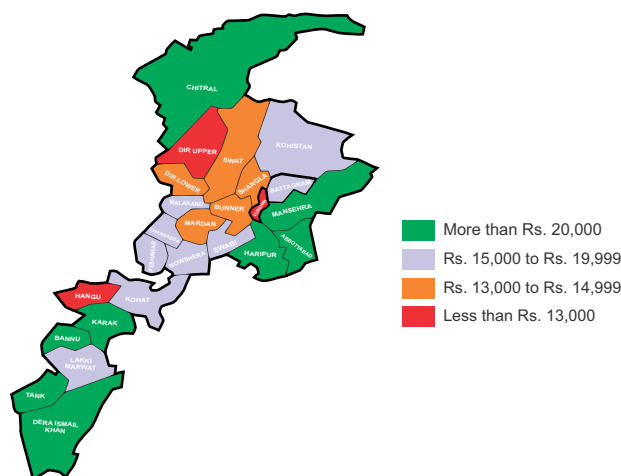 CHITRAL
DIR UPPER
SWAT
KOHISTAN
DIR LOWER
SHANGLA
BATTAGRAM
MALAKAND
BUNNER
MANSEHRA
MARDAN
SWABI
HARIPUR
ABBOTTABAD
PESHAWAR
NOWSHERA
HANGU
KOHAT
KARAK
BANNU
LAKKI
MARWAT
TANK
DERA ISMAIL
KHAN
More than Rs. 20,000
Rs. 15,000 to Rs. 19,999
Rs. 13,000 to Rs. 14,999
Less than Rs. 13,000